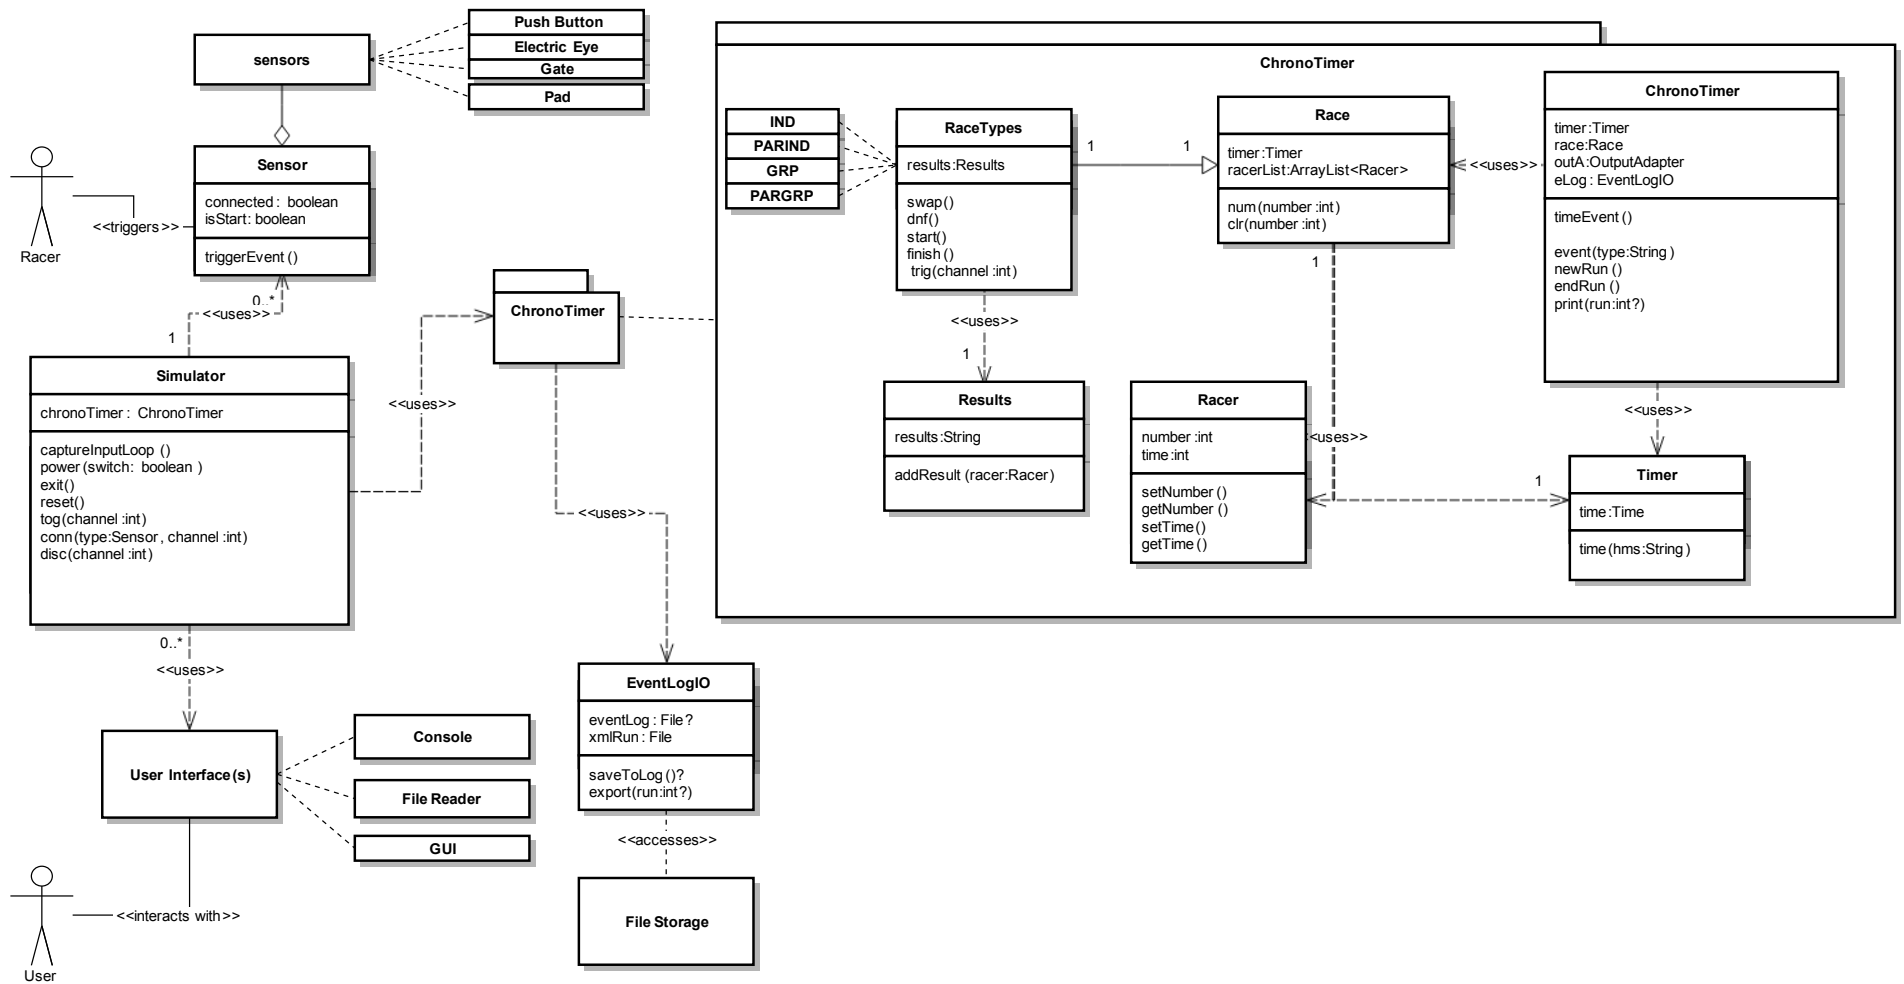 Push Button
Electric Eye
Gate
Pad
sensors
Sensor
connected : boolean
isStart: boolean
triggerEvent ()
Racer
<<triggers>>
0..*
<<uses>>
1
Simulator
chronoTimer : ChronoTimer
captureInputLoop ()
power (switch: boolean )
exit()
reset()
tog(channel :int)
conn(type:Sensor , channel :int)
disc(channel :int)
<<uses>>
ChronoTimer
<<uses>>
0..*
<<uses>>
User Interface(s)
Console
File Reader
GUI
<<interacts with>>
User
EventLogIO
eventLog : File ?
xmlRun : File
saveToLog ()?
export(run:int?)
<<accesses>>
File Storage
ChronoTimer
IND
PARIND
GRP
PARGRP
RaceTypes
results:Results
swap()
dnf()
start()
finish ()
trig(channel :int)
1
1
Race
timer:Timer
racerList:ArrayList<Racer>
num(number :int)
clr(number :int)
<<uses>>
ChronoTimer
timer:Timer
race:Race
outA:OutputAdapter
eLog : EventLogIO
timeEvent ()
event(type:String )
newRun ()
endRun ()
print(run:int?)
<<uses>>
1
Results
results:String
addResult (racer:Racer)
1
Racer
number :int
time :int
setNumber ()
getNumber ()
setTime()
getTime()
<<uses>>
1
<<uses>>
Timer
time :Time
time(hms:String )